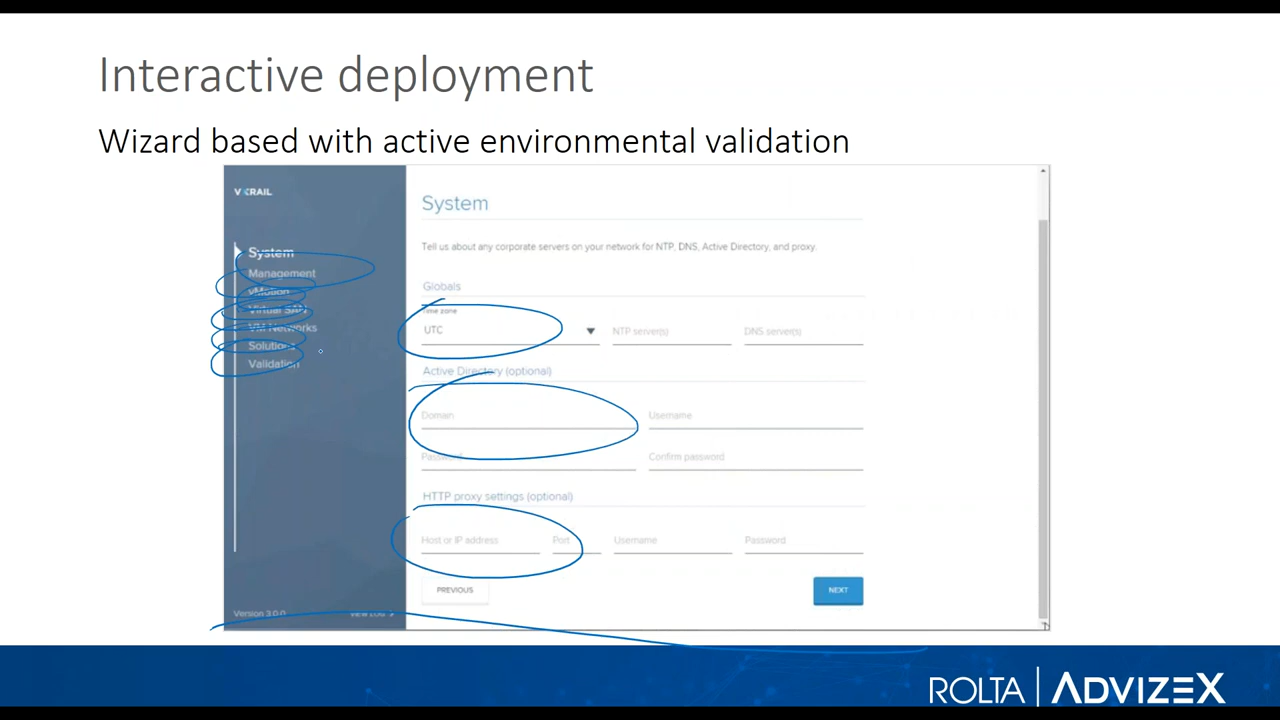 Interactive deployment
Wizard based with active environmental validation
VXRAIL
System
Management
vMotion
Virtual SAN
VM Networks
Solutions
Validation
Version 3.0.0
VIEW LOG >
System
Tell us about any corporate servers on your network for NTP, DNS, Active Directory, and proxy.
Globals
Time zone
UTC NTP server(s) DNS server(s)
Active Directory (optional)
Domain Username
Password Confirm password
HTTP proxy settings (optional)
Host or IP address Port Username Password
PREVIOUS NEXT
ROLTA | ADVIZEX